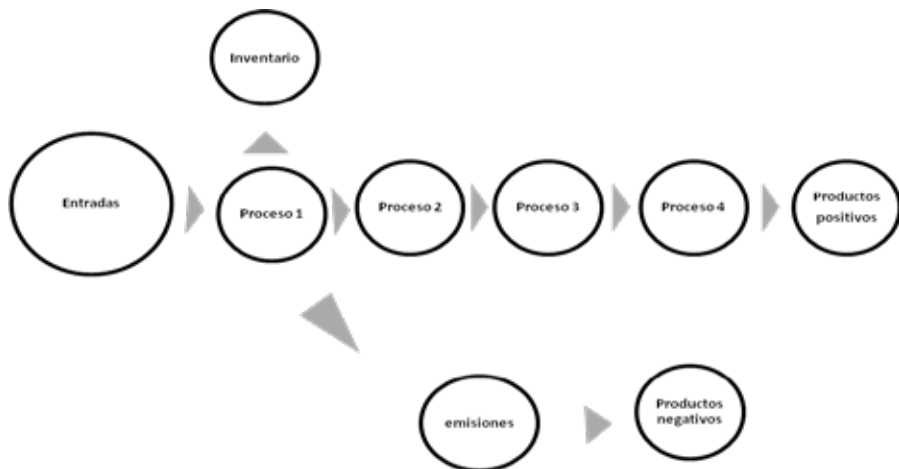 Inventario
Entradas
Proceso 1
Proceso 2
Proceso 3
Proceso 4
Productos
positivos
emisiones
Productos
negativos